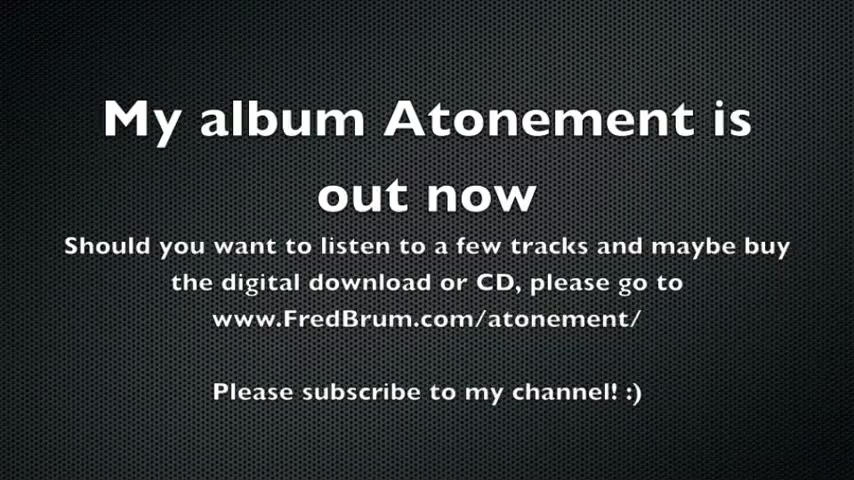 My album Atonement is
out now
Should you want to listen to a few tracks and maybe buy
the digital download or CD, please go to
www.FredBrum.com/atonement/
Please subscribe to my channel! :)